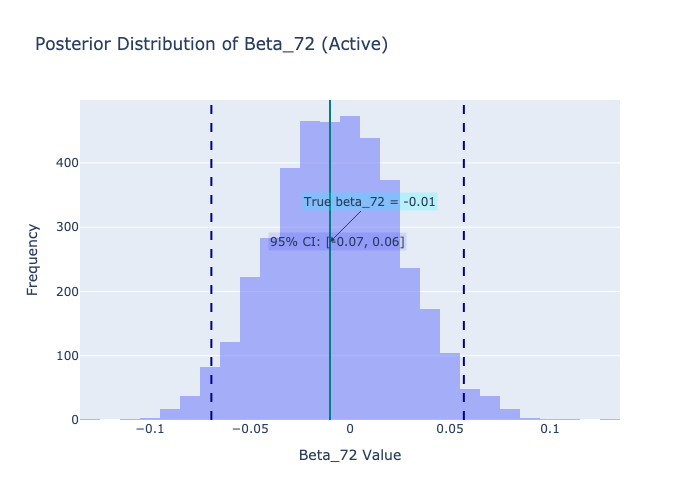 Posterior Distribution of Beta_72 (Active)
Frequency
400
300
200
100
0
True beta_72 = -0.01
95% CI: [-0.07, 0.06]
−0.1
−0.05
0
0.05
0.1
Beta_72 Value